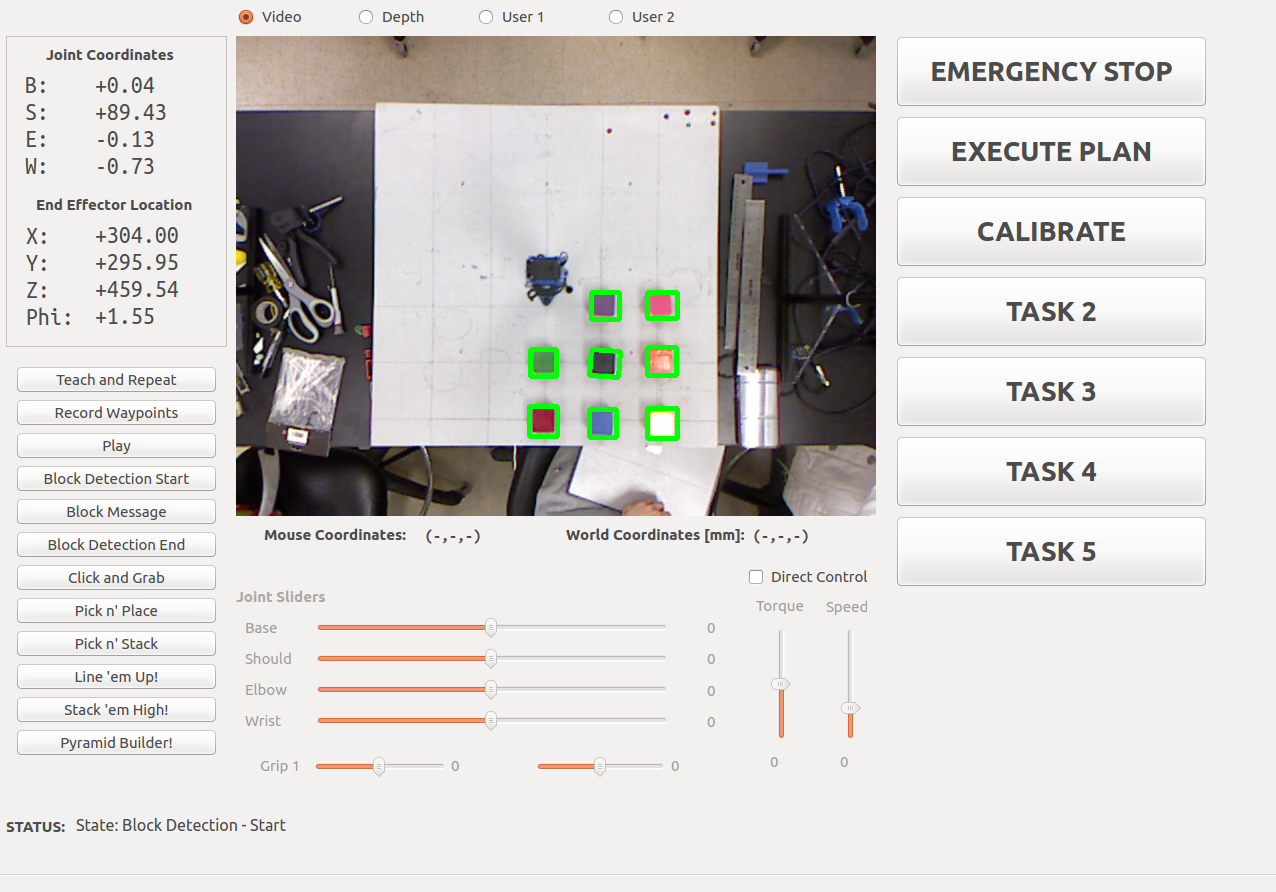 Video Depth User 1 User 2
Joint Coordinates
B: +0.04
S: +89.43
E: -0.13
W: -0.73
End Effector Location
X: +304.00
Y: +295.95
Z: +459.54
Phi: +1.55
Teach and Repeat
Record Waypoints
Play
Block Detection Start
Block Message
Block Detection End
Click and Grab
Pick n' Place
Pick n' Stack
Line 'em Up!
Stack 'em High!
Pyramid Builder!
EMERGENCY STOP
EXECUTE PLAN
CALIBRATE
TASK 2
TASK 3
TASK 4
TASK 5
Mouse Coordinates: (-,-,-) World Coordinates [mm]: (-,-,-)
Direct Control
Joint Sliders
Torque Speed
Base 0
Should 0
Elbow 0
Wrist 0
Grip 1 0 0
0 0
STATUS: State: Block Detection - Start